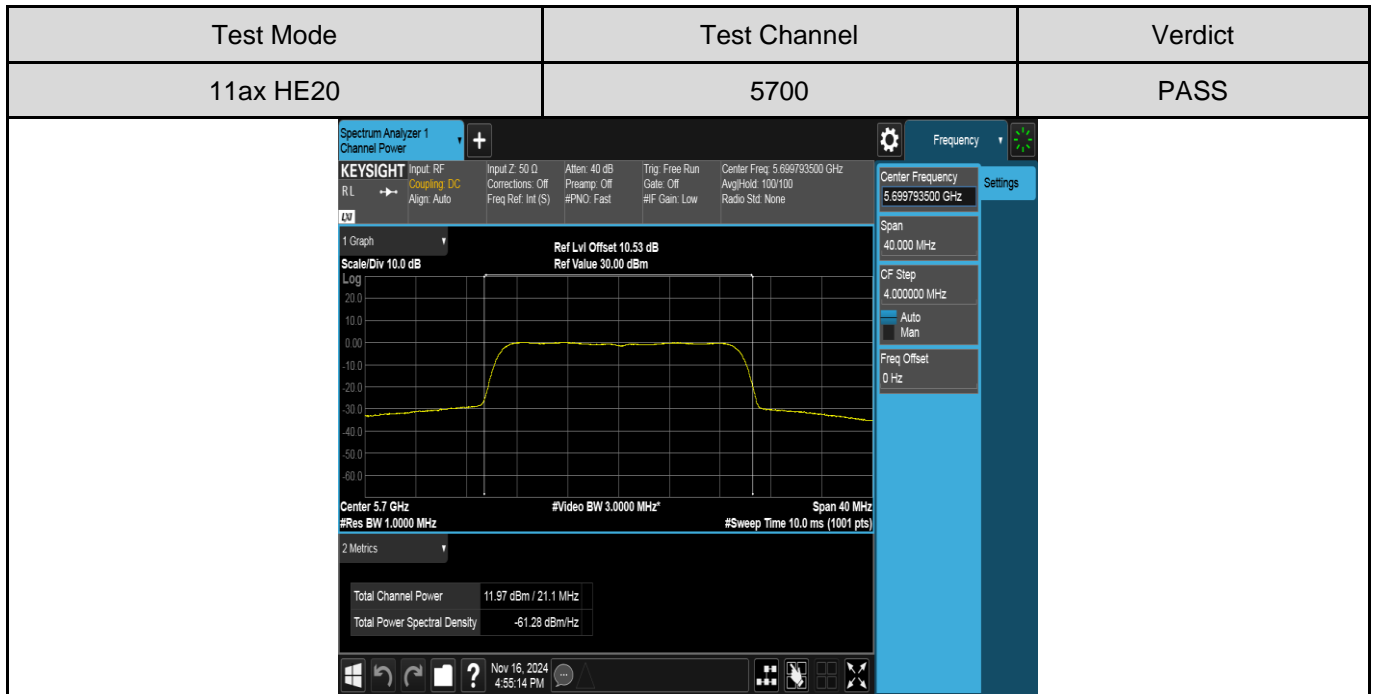 Test Mode Test Channel Verdict
11ax HE20 5700 PASS
Spectrum Analyzer 1
Channel Power
+
Frequency
KEYSIGHT Input: RF Input Z: 50 Ω Atten: 40 dB Trig: Free Run Center Freq: 5.699793500 GHz
RL Coupling: DC Corrections: Off Preamp: Off Gate: Off Avg|Hold: 100/100
Align: Auto Freq Ref: Int (S) #PNO: Fast #IF Gain: Low Radio Std: None
LXI
Center Frequency
5.699793500 GHz
Settings
Span
40.000 MHz
CF Step
4.000000 MHz
Auto
Man
Freq Offset
0 Hz
1 Graph
Ref Lvl Offset 10.53 dB
Scale/Div 10.0 dB Ref Value 30.00 dBm
Log
20.0
10.0
0.00
-10.0
-20.0
-30.0
-40.0
-50.0
-60.0
Center 5.7 GHz #Video BW 3.0000 MHz* Span 40 MHz
#Res BW 1.0000 MHz #Sweep Time 10.0 ms (1001 pts)
2 Metrics
Total Channel Power 11.97 dBm / 21.1 MHz
Total Power Spectral Density -61.28 dBm/Hz
? Nov 16, 2024
4:55:14 PM